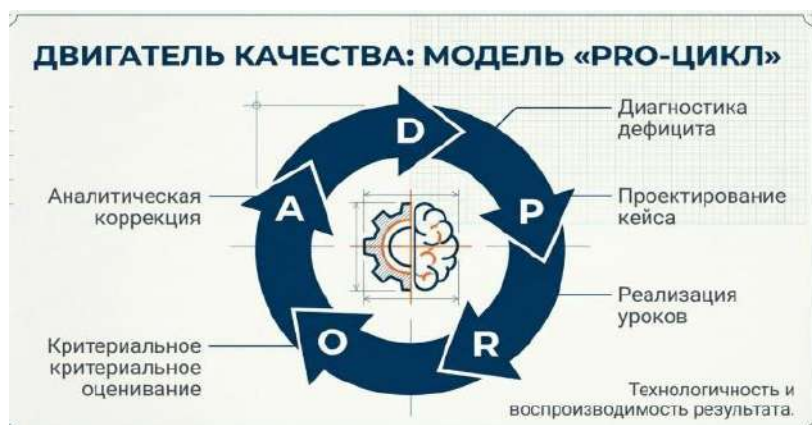 ДВИГАТЕЛЬ КАЧЕСТВА: МОДЕЛЬ «PRO-ЦИКЛ»
D
Диагностика
дефицита
Аналитическая
коррекция
A
P
Проектирование
кейса
Реализация
уроков
Критериальное
критериальное
оценивание
O
R
Технологичность и
воспроизводимость результата.